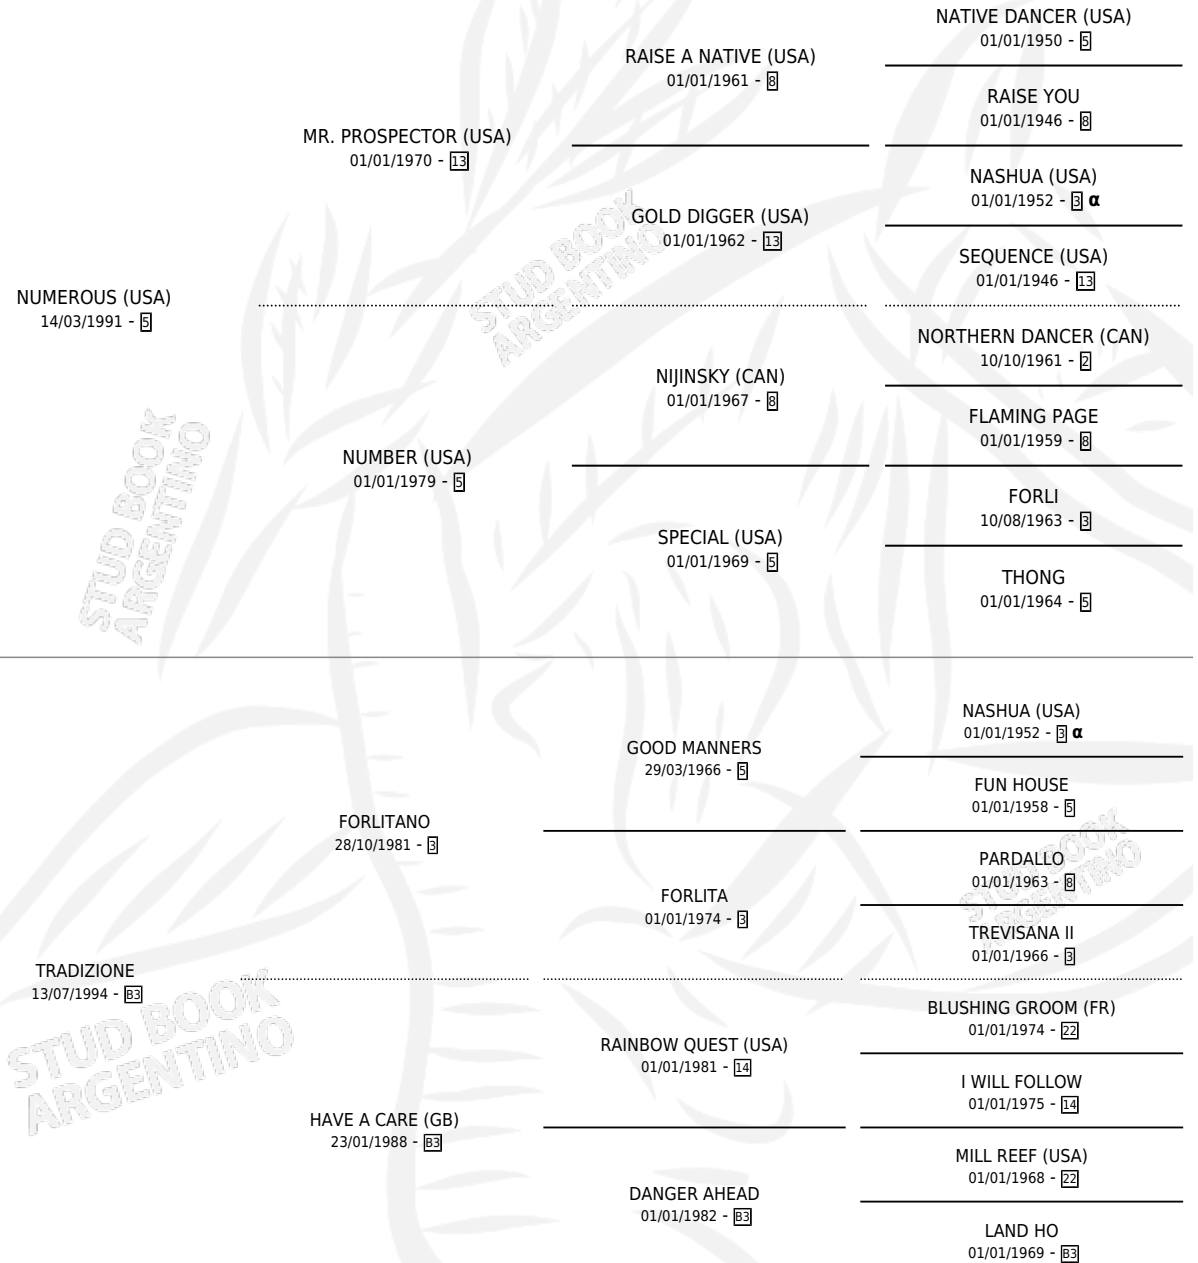 NATIVE DANCER (USA)
01/01/1950 - 5
RAISE A NATIVE (USA)
01/01/1961 - 8
RAISE YOU
01/01/1946 - 8
MR. PROSPECTOR (USA)
01/01/1970 - 13
NASHUA (USA)
01/01/1952 - 3 α
GOLD DIGGER (USA)
01/01/1962 - 13
SEQUENCE (USA)
01/01/1946 - 13
NUMEROUS (USA)
14/03/1991 - 5
NORTHERN DANCER (CAN)
10/10/1961 - 2
NIJINSKY (CAN)
01/01/1967 - 8
FLAMING PAGE
01/01/1959 - 8
NUMBER (USA)
01/01/1979 - 5
FORLI
10/08/1963 - 3
SPECIAL (USA)
01/01/1969 - 5
THONG
01/01/1964 - 5
NASHUA (USA)
01/01/1952 - 3 α
GOOD MANNERS
29/03/1966 - 5
FUN HOUSE
01/01/1958 - 5
FORLITANO
28/10/1981 - 3
PARDALLO
01/01/1963 - 8
FORLITA
01/01/1974 - 3
TREVISANA II
01/01/1966 - 3
TRADIZIONE
13/07/1994 - B3
BLUSHING GROOM (FR)
01/01/1974 - 22
RAINBOW QUEST (USA)
01/01/1981 - 14
I WILL FOLLOW
01/01/1975 - 14
HAVE A CARE (GB)
23/01/1988 - B3
MILL REEF (USA)
01/01/1968 - 22
DANGER AHEAD
01/01/1982 - B3
LAND HO
01/01/1969 - B3
STUD BOOK
ARGENTINO
STUD BOOK
ARGENTINO
STUD BOOK
ARGENTINO
STUD BOOK
ARGENTINO